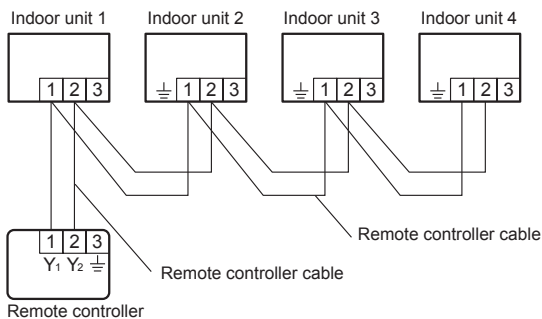 Indoor unit 1 Indoor unit 2 Indoor unit 3 Indoor unit 4
1 2 3 1 2 3 1 2 3 1 2 3
Remote controller cable
1 2 3
Y1 Y2
Remote controller cable
Remote controller